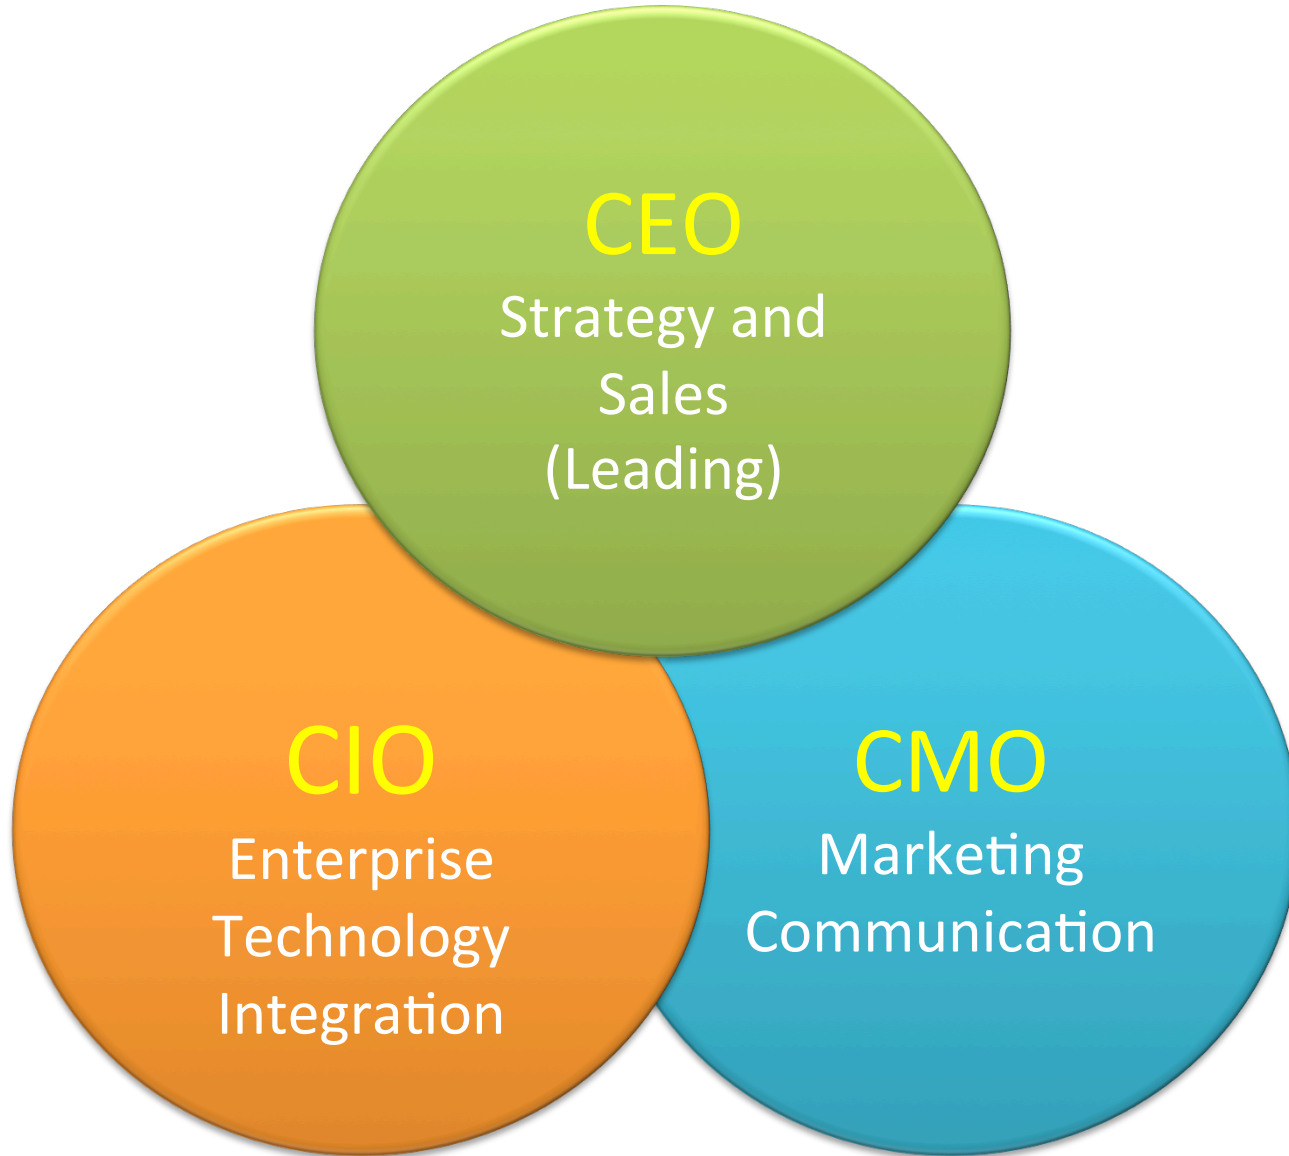 CEO
Strategy and
Sales
(Leading)
CIO
Enterprise
Technology
Integration
CMO
Marketing
Communication